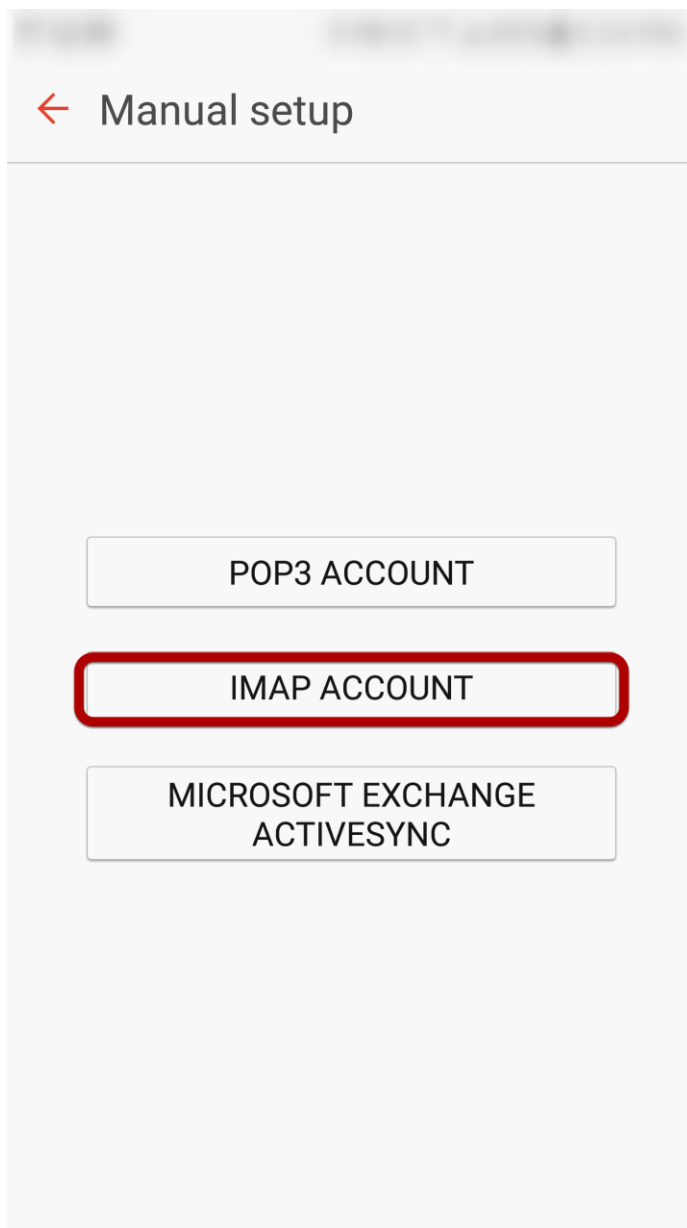 Manual setup
POP3 ACCOUNT
IMAP ACCOUNT
MICROSOFT EXCHANGE
ACTIVESYNC